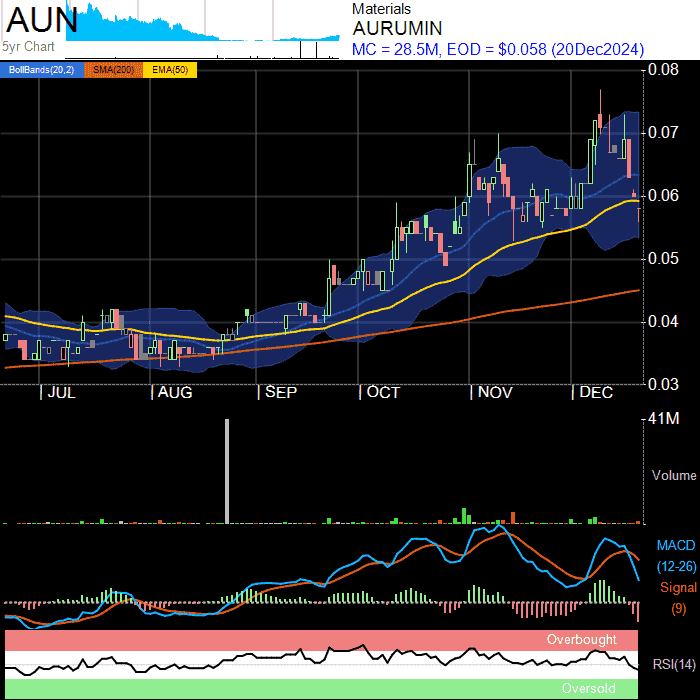 AUN
5yr Chart
Materials
AURUMIN
MC = 28.5M, EOD = $0.058 (20Dec2024)
BollBands(20,2) SMA(200) EMA(50)
0.08
0.07
0.06
0.05
0.04
0.03
JUL AUG SEP OCT NOV DEC
41M
Volume
MACD
(12-26)
Signal
(9)
Overbought
RSI(14)
Oversold